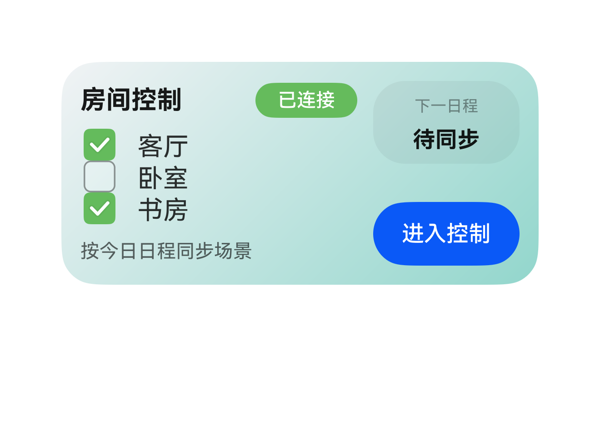 房间控制
已连接
客厅
卧室
书房
按今日日程同步场景
下一日程
待同步
进入控制